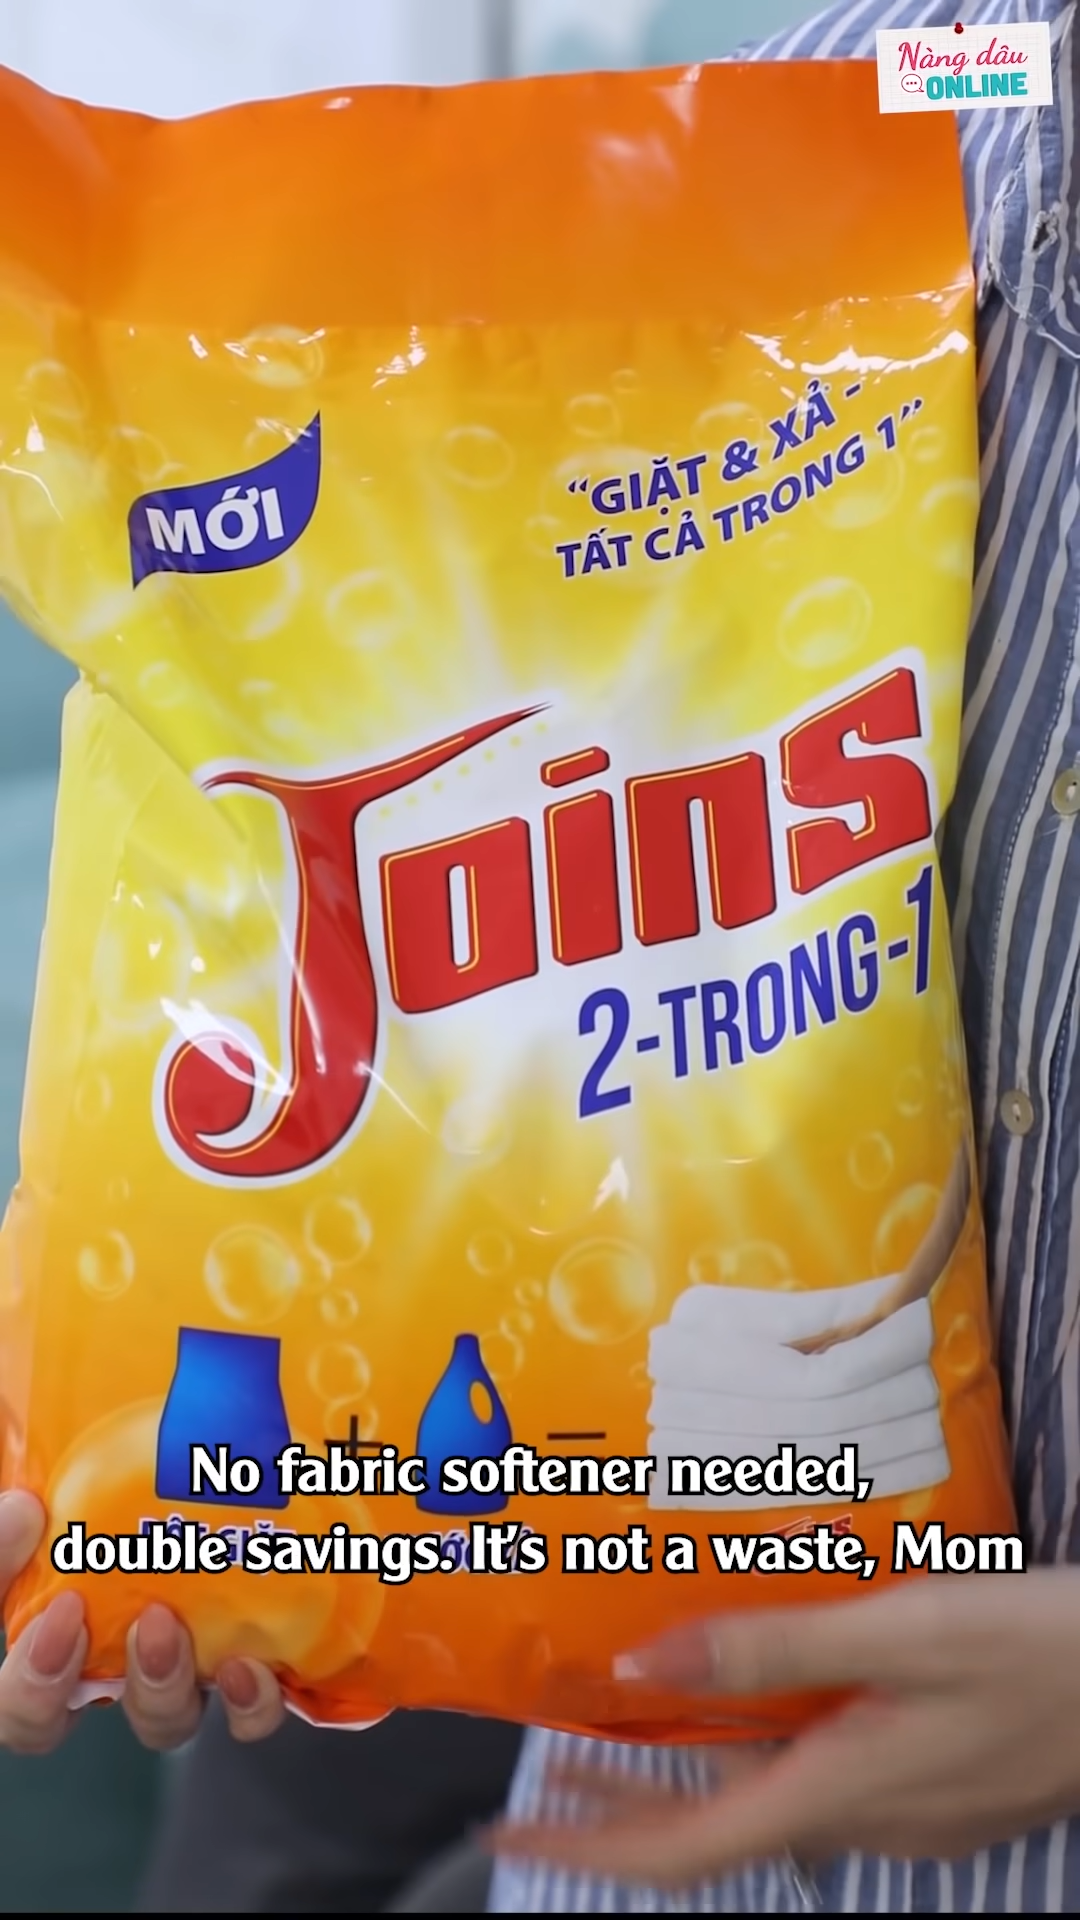 Nàng dâu
ONLINE
MỚI
“GIẶT & XẢ -
TẤT CẢ TRONG 1”
Joins
2-TRONG-1
+
=
No fabric softener needed,
double savings. It's not a waste, Mom
Joins